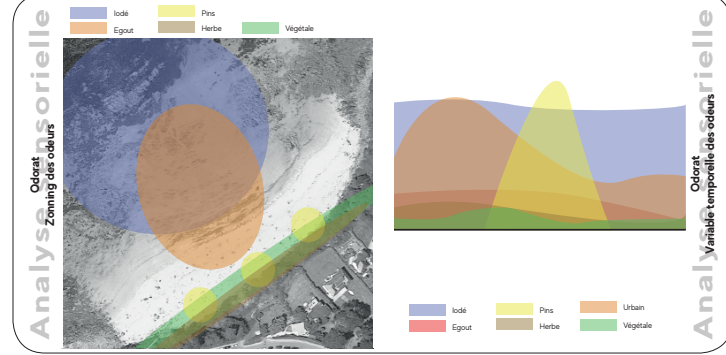 Analyse sensorielle
Odorat
Zonning des odeurs
Iodé
Pins
Egout
Herbe
Végétale
Iodé
Pins
Urbain
Egout
Herbe
Végétale
Odorat
Variable temporelle des odeurs
Analyse sensorielle